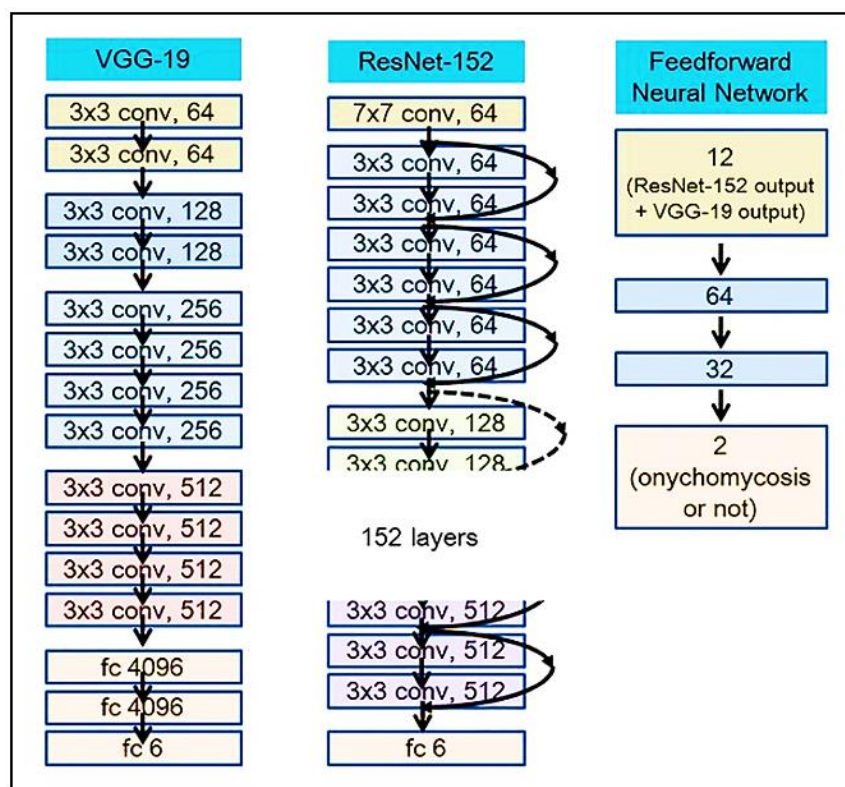 VGG-19
3x3 conv, 64
3x3 conv, 64
3x3 conv, 128
3x3 conv, 128
3x3 conv, 256
3x3 conv, 256
3x3 conv, 256
3x3 conv, 256
3x3 conv, 512
3x3 conv, 512
3x3 conv, 512
3x3 conv, 512
fc 4096
fc 4096
fc 6
ResNet-152
7x7 conv, 64
3x3 conv, 64
3x3 conv, 64
3x3 conv, 64
3x3 conv, 64
3x3 conv, 64
3x3 conv, 64
3x3 conv, 128
3x3 conv, 128
152 layers
3x3 conv, 512
3x3 conv, 512
3x3 conv, 512
fc 6
Feedforward
Neural Network
12
(ResNet-152 output
+ VGG-19 output)
64
32
2
(onychomycosis
or not)